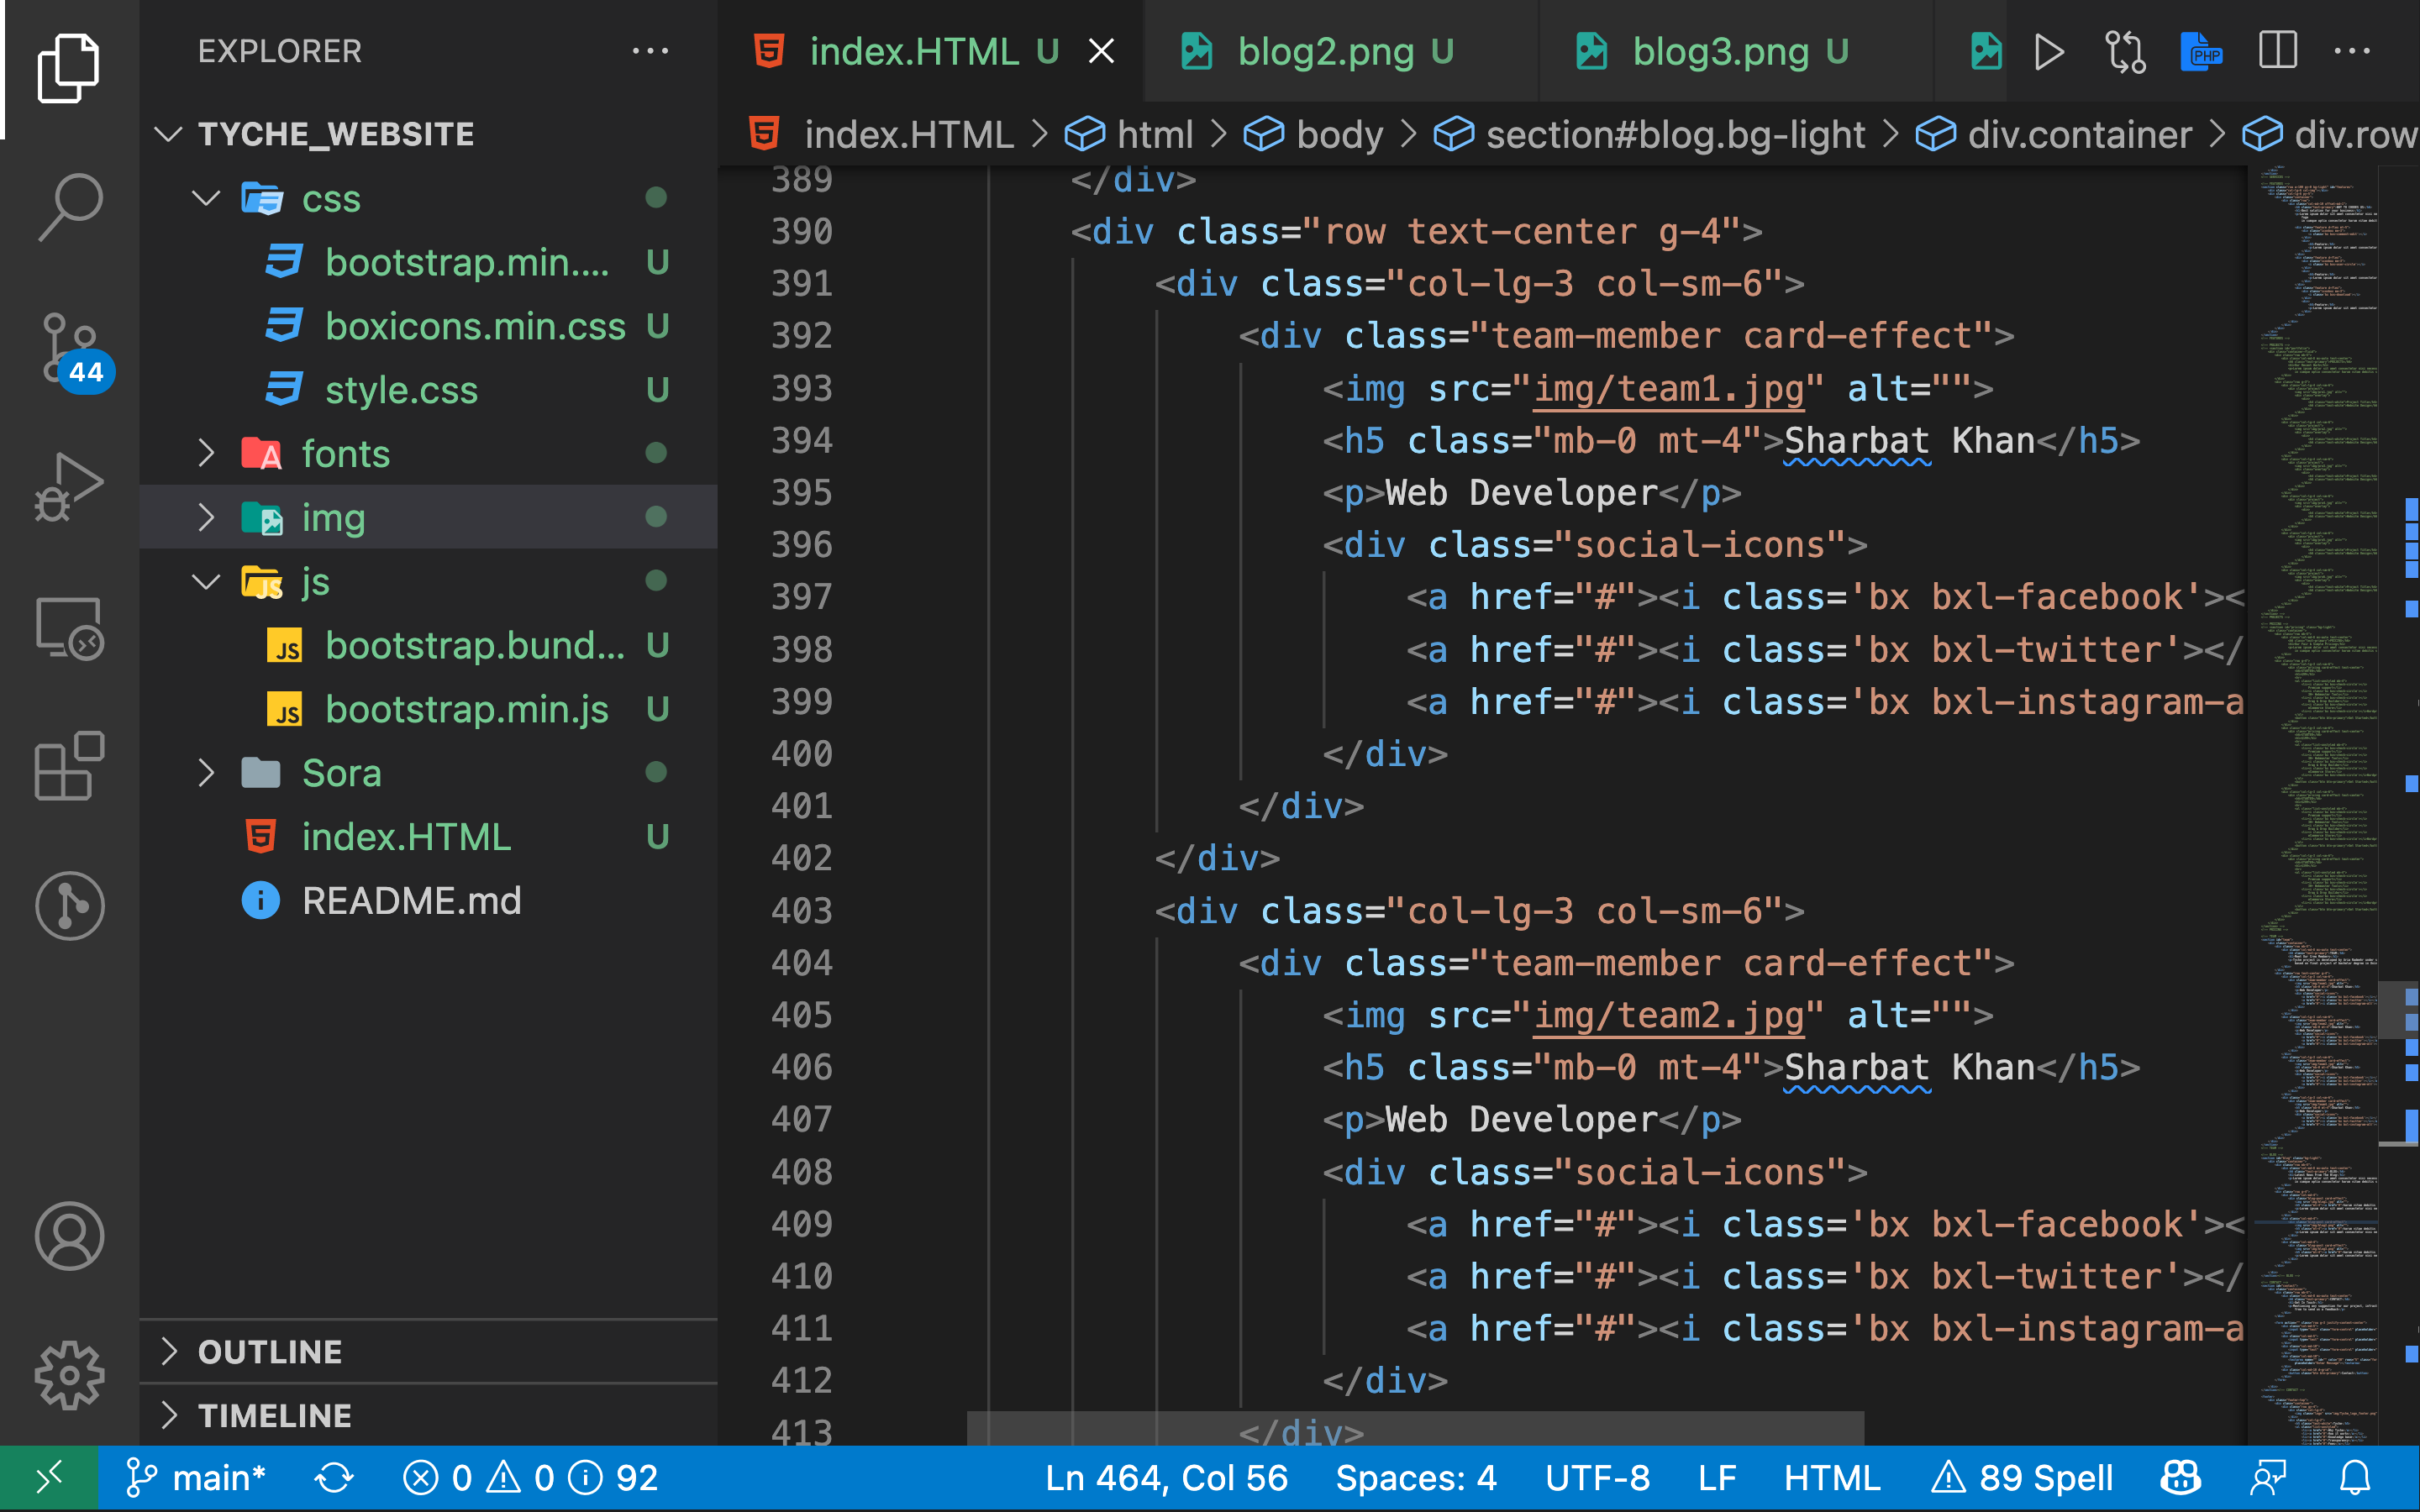 EXPLORER
TYCHE_WEBSITE
css
bootstrap.min.... U
boxicons.min.css U
style.css U
fonts
img
js
JS bootstrap.bund... U
JS bootstrap.min.js U
Sora
index.HTML U
README.md
OUTLINE
TIMELINE
44
index.HTML U
blog2.png U
blog3.png U
PHP
index.HTML > html > body > section#blog.bg-light > div.container > div.row
389 </div>
390 <div class="row text-center g-4">
391 <div class="col-lg-3 col-sm-6">
392 <div class="team-member card-effect">
393 <img src="img/team1.jpg" alt="">
394 <h5 class="mb-0 mt-4">Sharbat Khan</h5>
395 <p>Web Developer</p>
396 <div class="social-icons">
397 <a href="#"><i class='bx bxl-facebook'><
398 <a href="#"><i class='bx bxl-twitter'></
399 <a href="#"><i class='bx bxl-instagram-a
400 </div>
401 </div>
402 </div>
403 <div class="col-lg-3 col-sm-6">
404 <div class="team-member card-effect">
405 <img src="img/team2.jpg" alt="">
406 <h5 class="mb-0 mt-4">Sharbat Khan</h5>
407 <p>Web Developer</p>
408 <div class="social-icons">
409 <a href="#"><i class='bx bxl-facebook'><
410 <a href="#"><i class='bx bxl-twitter'></
411 <a href="#"><i class='bx bxl-instagram-a
412 </div>
413 </div>
main* 0 0 92 Ln 464, Col 56 Spaces: 4 UTF-8 LF HTML 89 Spell